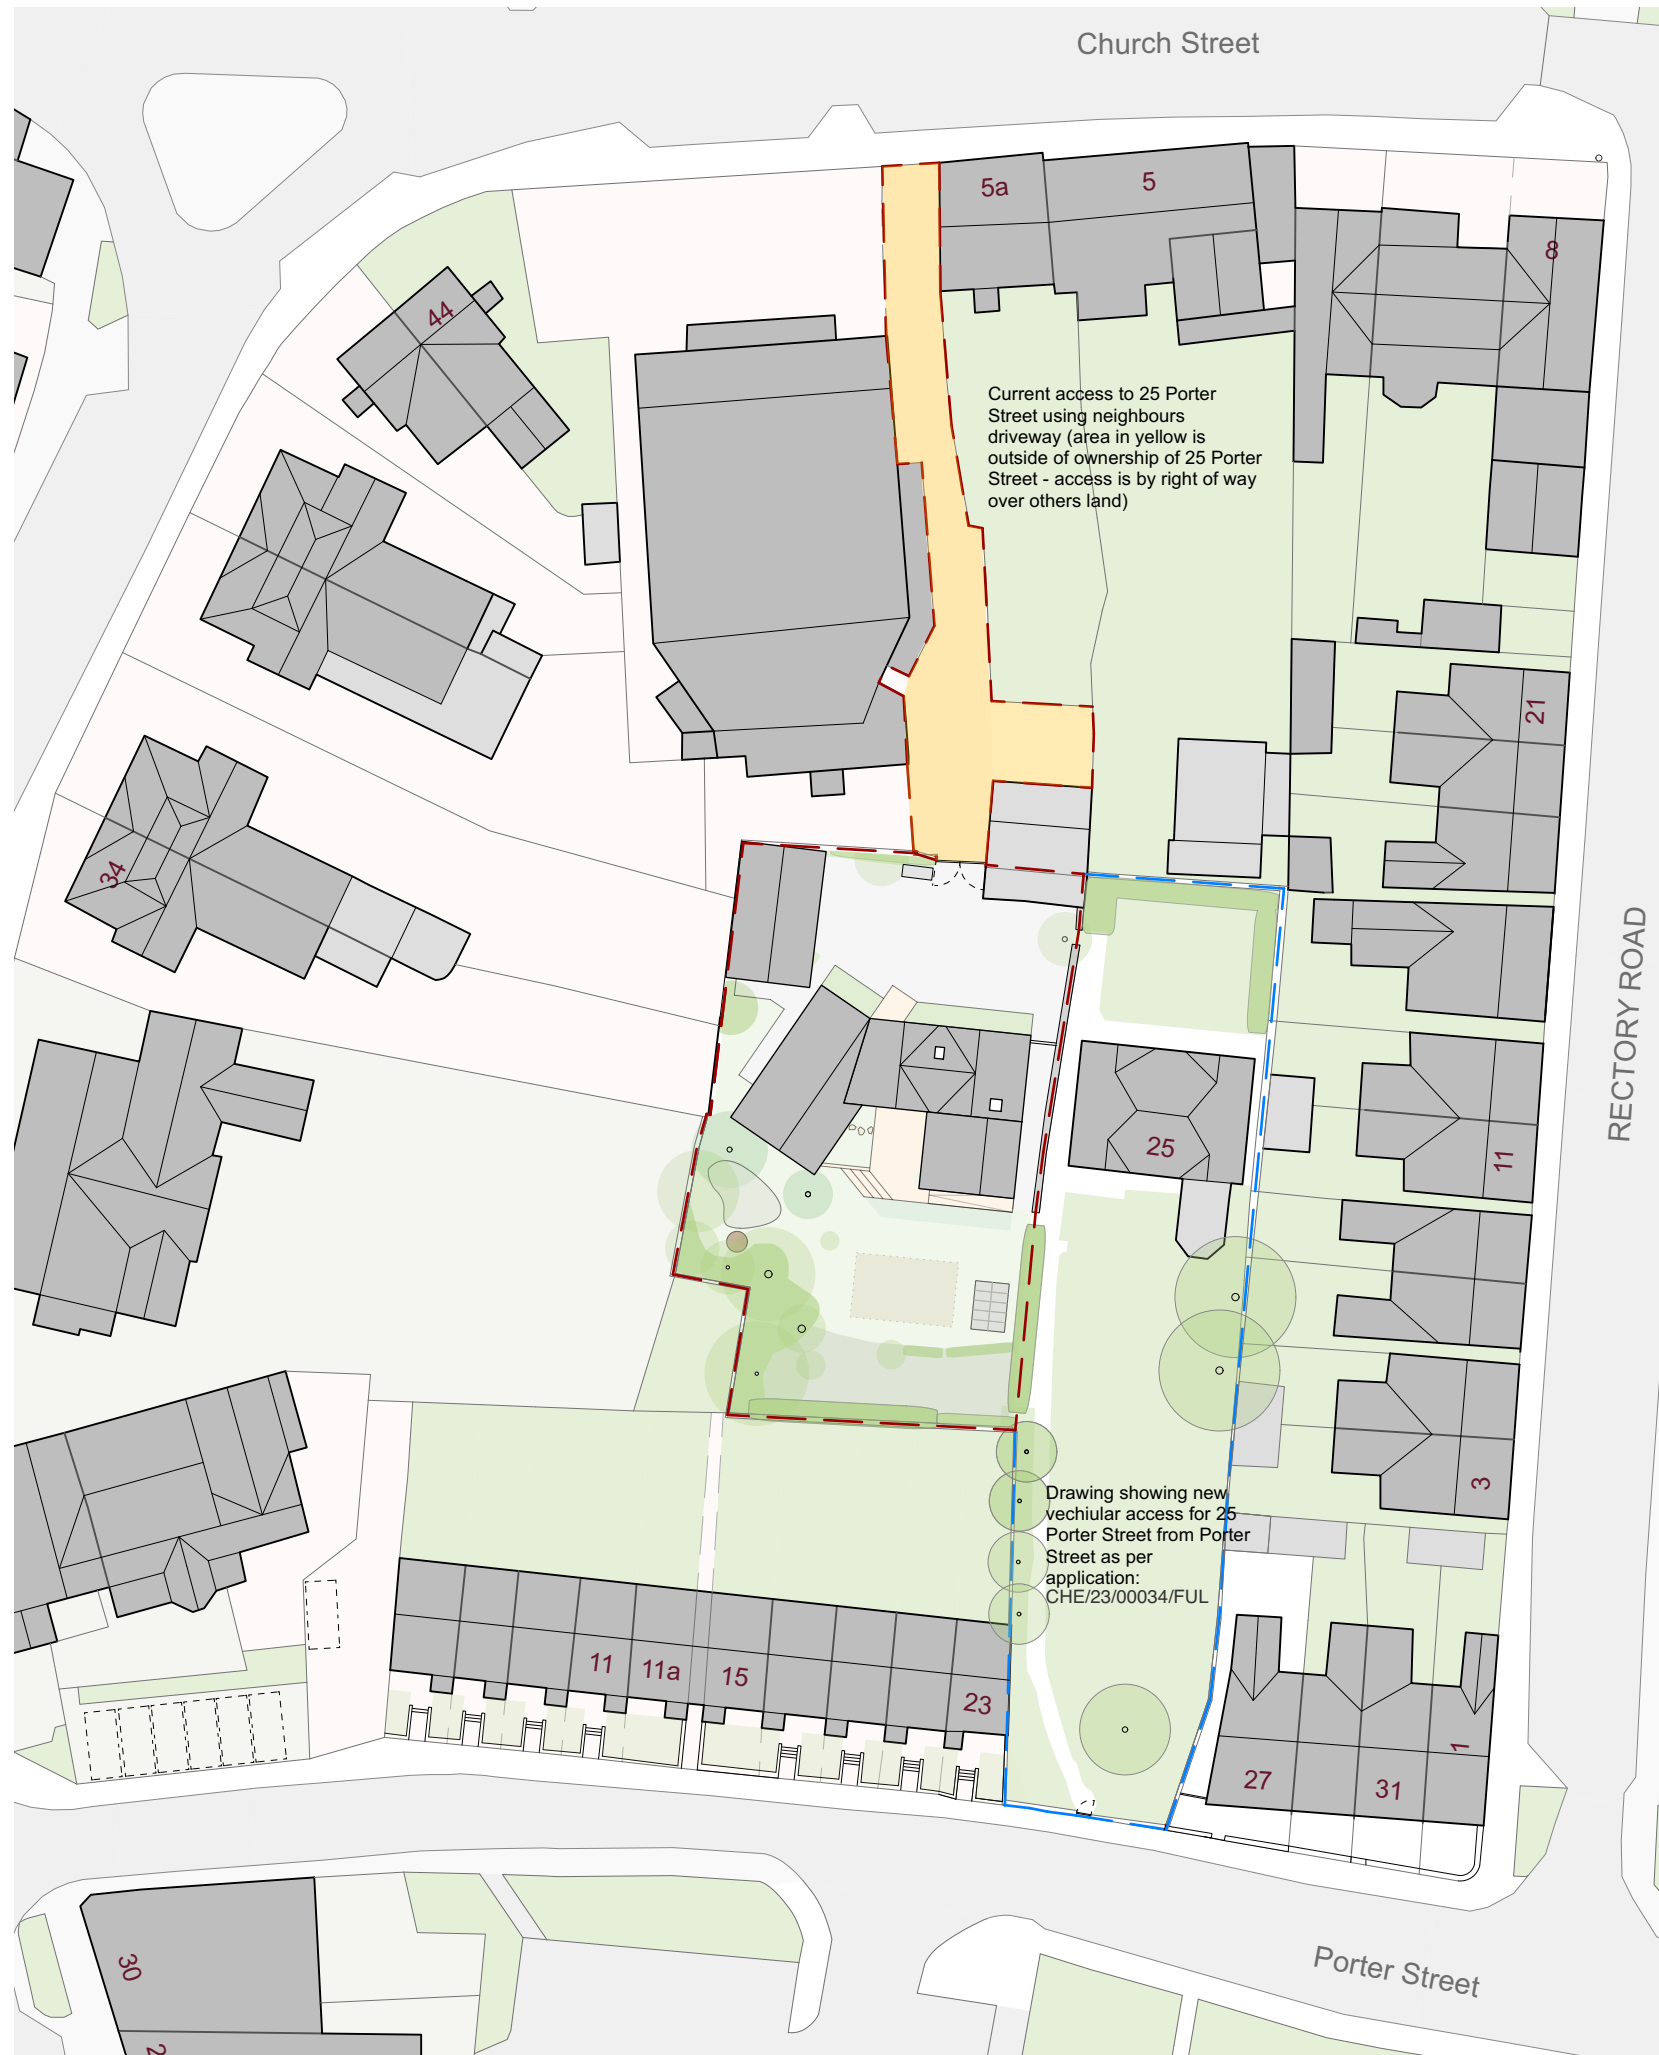 Church Street
5a
5
8
44
Current access to 25 Porter
Street using neighbours
driveway (area in yellow is
outside of ownership of 25 Porter
Street - access is by right of way
over others land)
21
34
RECTORY ROAD
25
11
3
Drawing showing new
vechiular access for 25
Porter Street from Porter
Street as per
application:
CHE/23/00034/FUL
11
11a
15
23
27
31
1
30
Porter Street